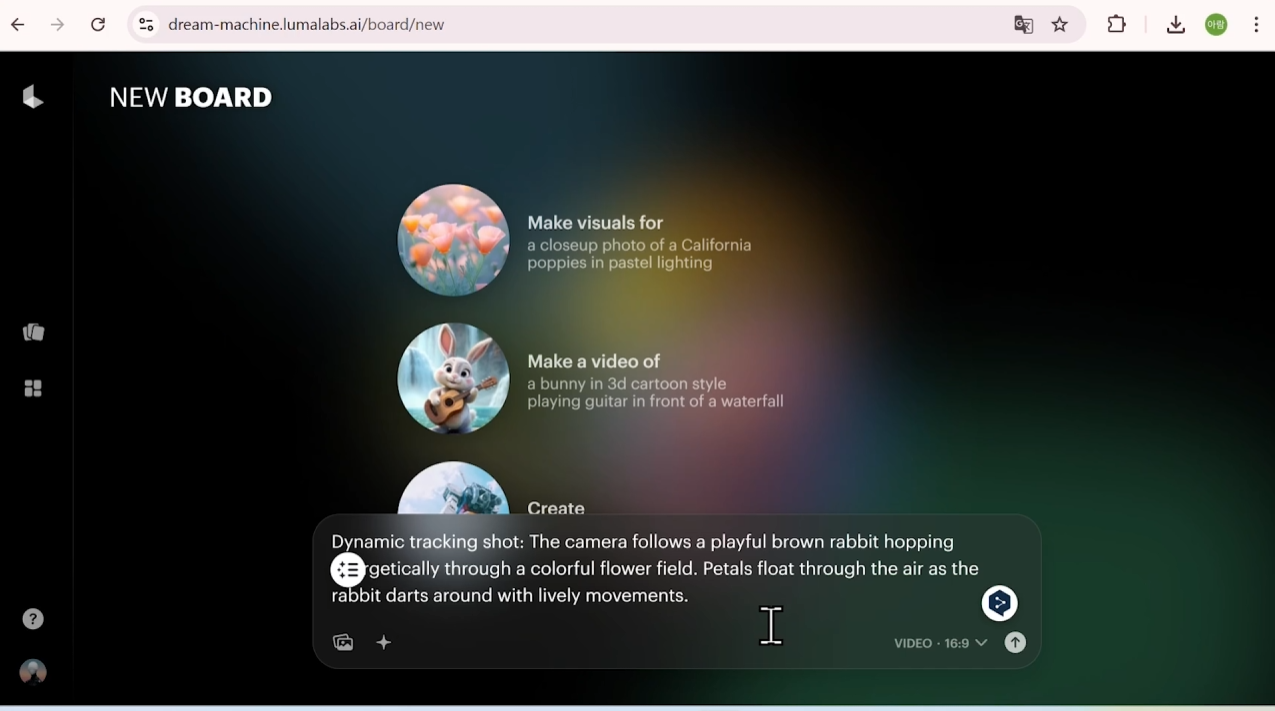 dream-machine.lumalabs.ai/board/new
아람
NEW BOARD
Make visuals for
a closeup photo of a California
poppies in pastel lighting
Make a video of
a bunny in 3d cartoon style
playing guitar in front of a waterfall
Create
Dynamic tracking shot: The camera follows a playful brown rabbit hopping
rgetically through a colorful flower field. Petals float through the air as the
rabbit darts around with lively movements.
?
VIDEO · 16:9